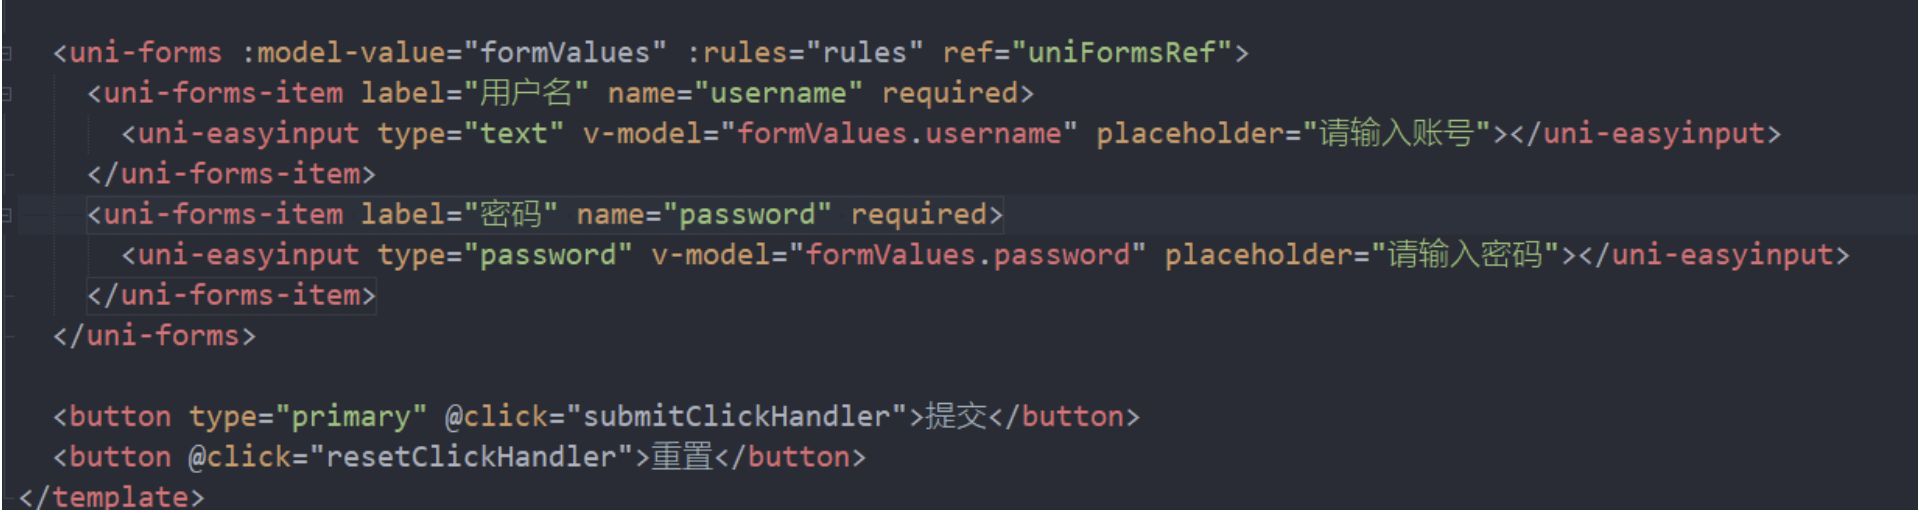 <uni-forms :model-value="formValues" :rules="rules" ref="uniFormsRef">
<uni-forms-item label="用户名" name="username" required>
<uni-easyinput type="text" v-model="formValues.username" placeholder="请输入账号"></uni-easyinput>
</uni-forms-item>
<uni-forms-item label="密码" name="password" required>
<uni-easyinput type="password" v-model="formValues.password" placeholder="请输入密码"></uni-easyinput>
</uni-forms-item>
</uni-forms>
<button type="primary" @click="submitClickHandler">提交</button>
<button @click="resetClickHandler">重置</button>
</template>